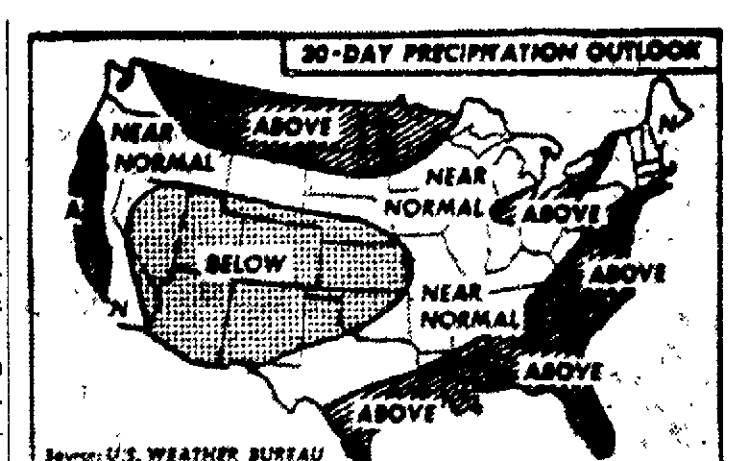 30-DAY PRECIPITATION OUTLOOK
NEAR
NORMAL
ABOVE
N
NEAR
NORMAL
N
A
ABOVE
BELOW
ABOVE
N
NEAR
NORMAL
ABOVE
ABOVE
Source: U.S. WEATHER BUREAU